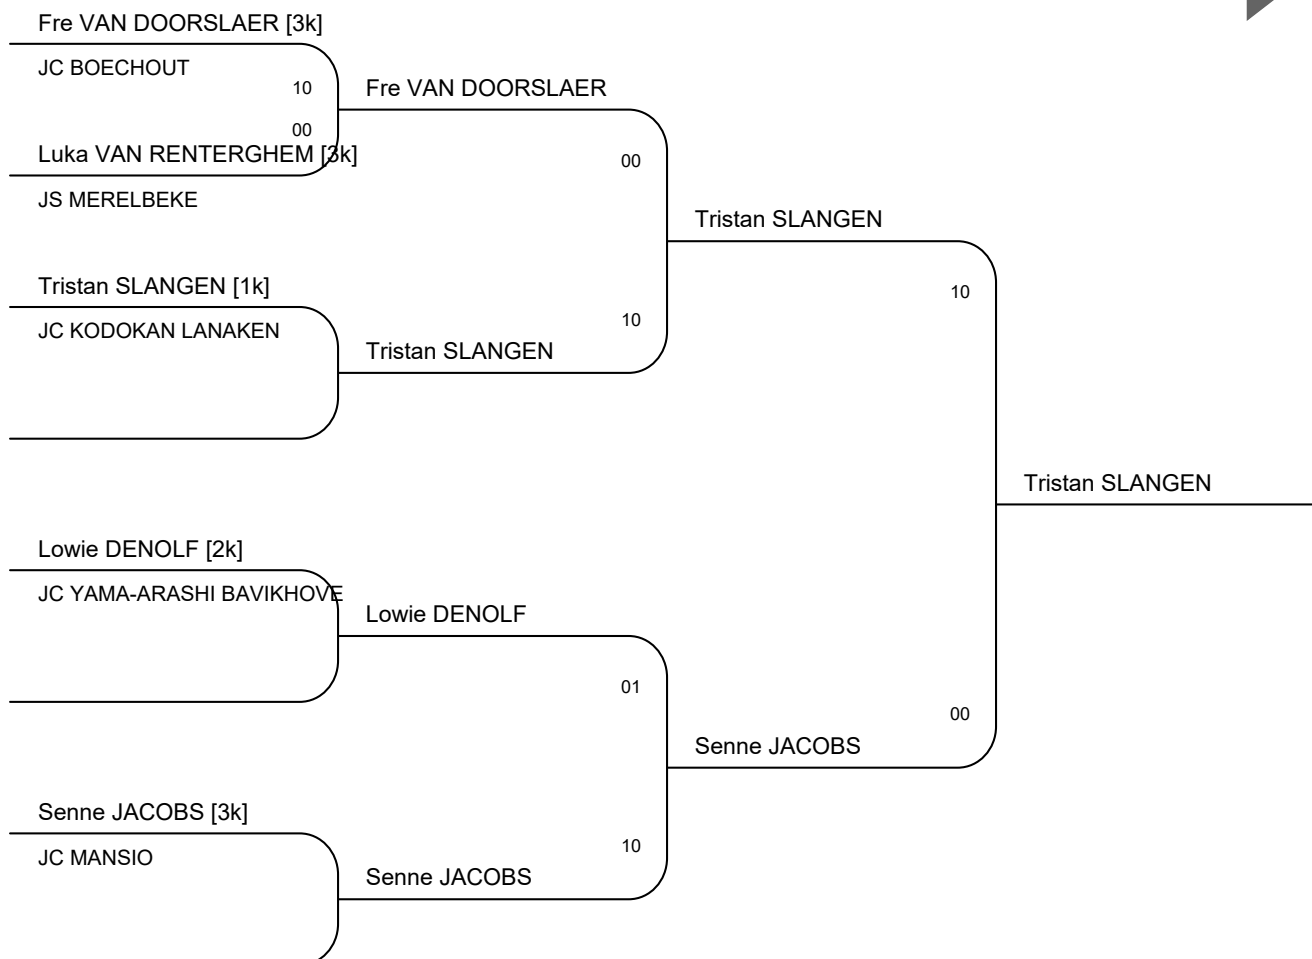 Fre VAN DOORSLAER [3k]
JC BOECHOUT
10
Fre VAN DOORSLAER
00
Luka VAN RENTERGHEM [3k]
00
JS MERELBEKE
Tristan SLANGEN
Tristan SLANGEN [1k]
10
JC KODOKAN LANAKEN
10
Tristan SLANGEN
Tristan SLANGEN
Lowie DENOLF [2k]
JC YAMA-ARASHI BAVIKHOVE
Lowie DENOLF
01
00
Senne JACOBS
Senne JACOBS [3k]
10
JC MANSIO
Senne JACOBS